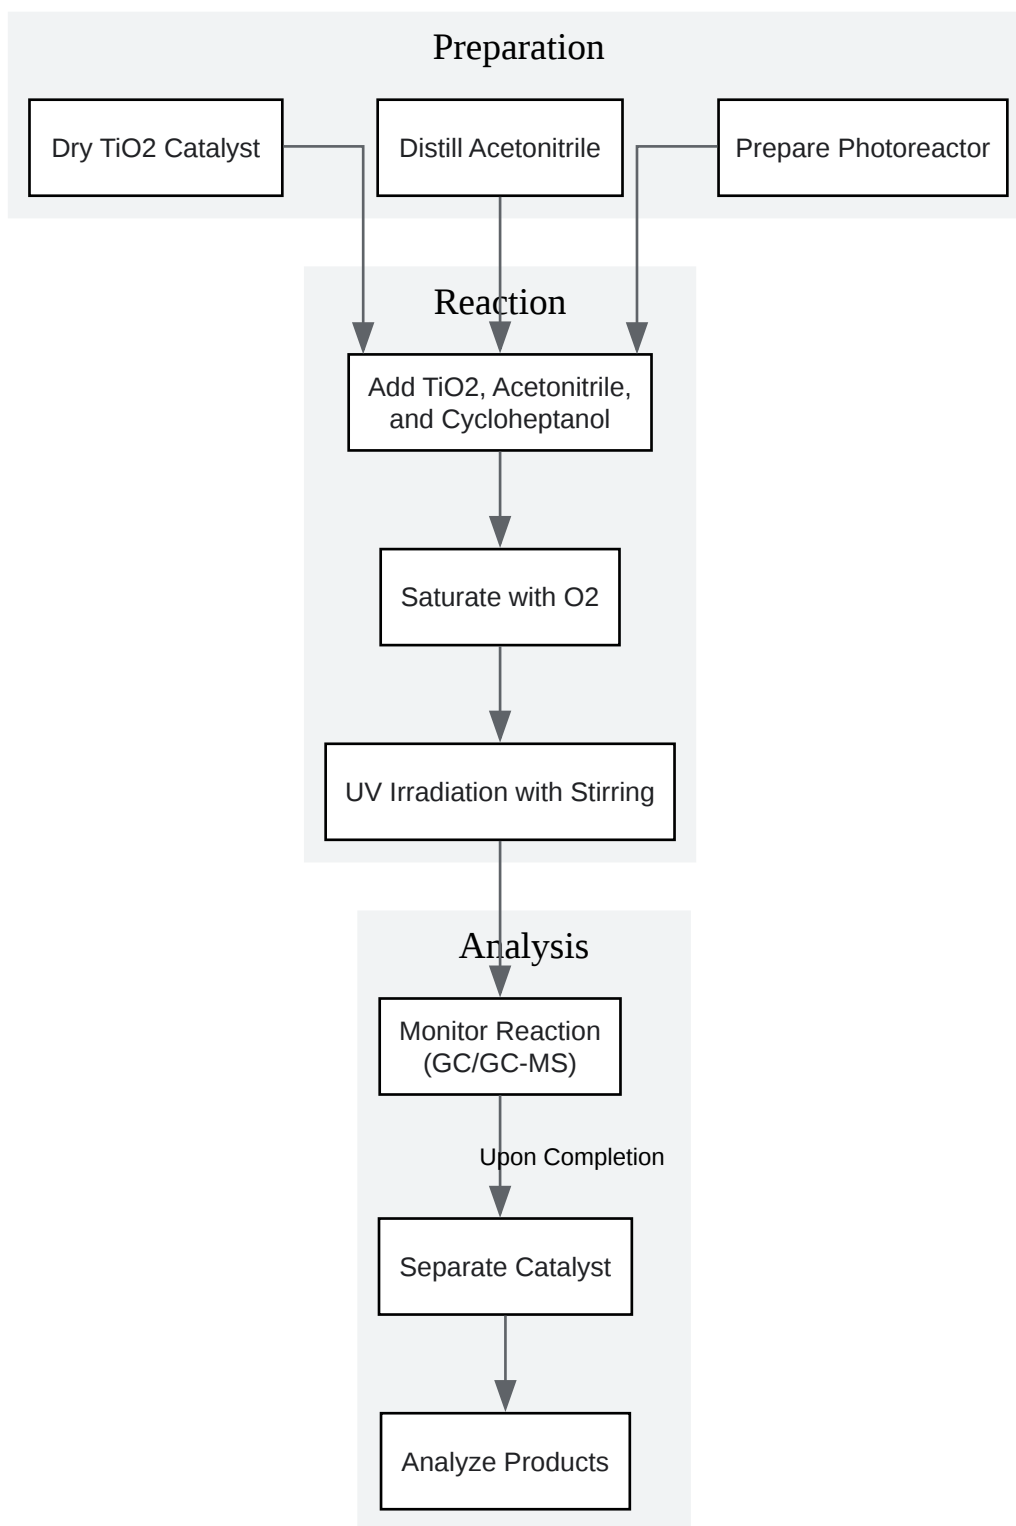 Preparation
Dry TiO2 Catalyst
Distill Acetonitrile
Prepare Photoreactor
Reaction
Add TiO2, Acetonitrile,
and Cycloheptanol
Saturate with O2
UV Irradiation with Stirring
Analysis
Monitor Reaction
(GC/GC-MS)
Upon Completion
Separate Catalyst
Analyze Products